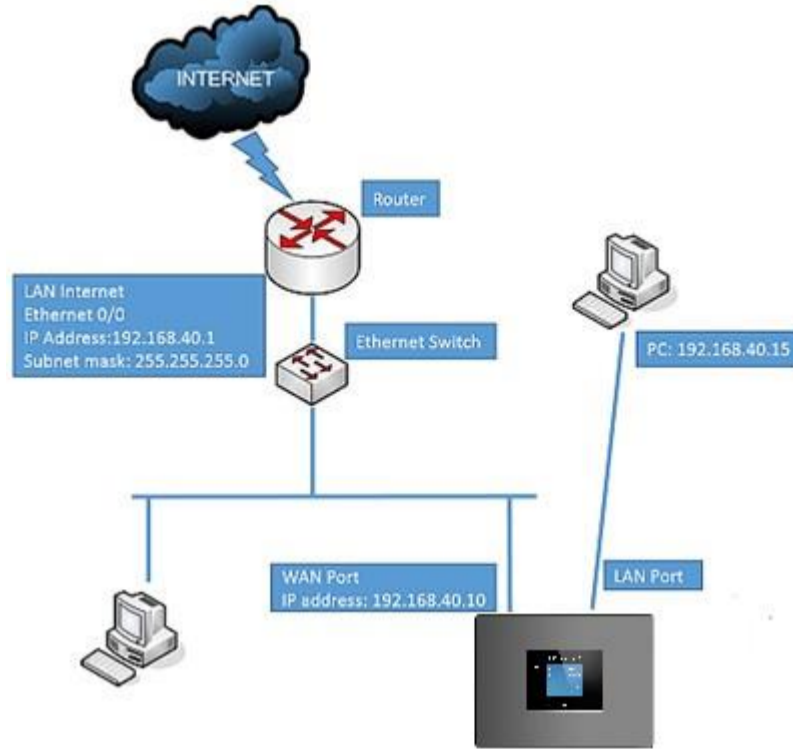 INTERNET
Router
LAN Internet
Ethernet 0/0
IP Address:192.168.40.1
Subnet mask: 255.255.255.0
Ethernet Switch
PC: 192.168.40.15
WAN Port
IP address: 192.168.40.10
LAN Port